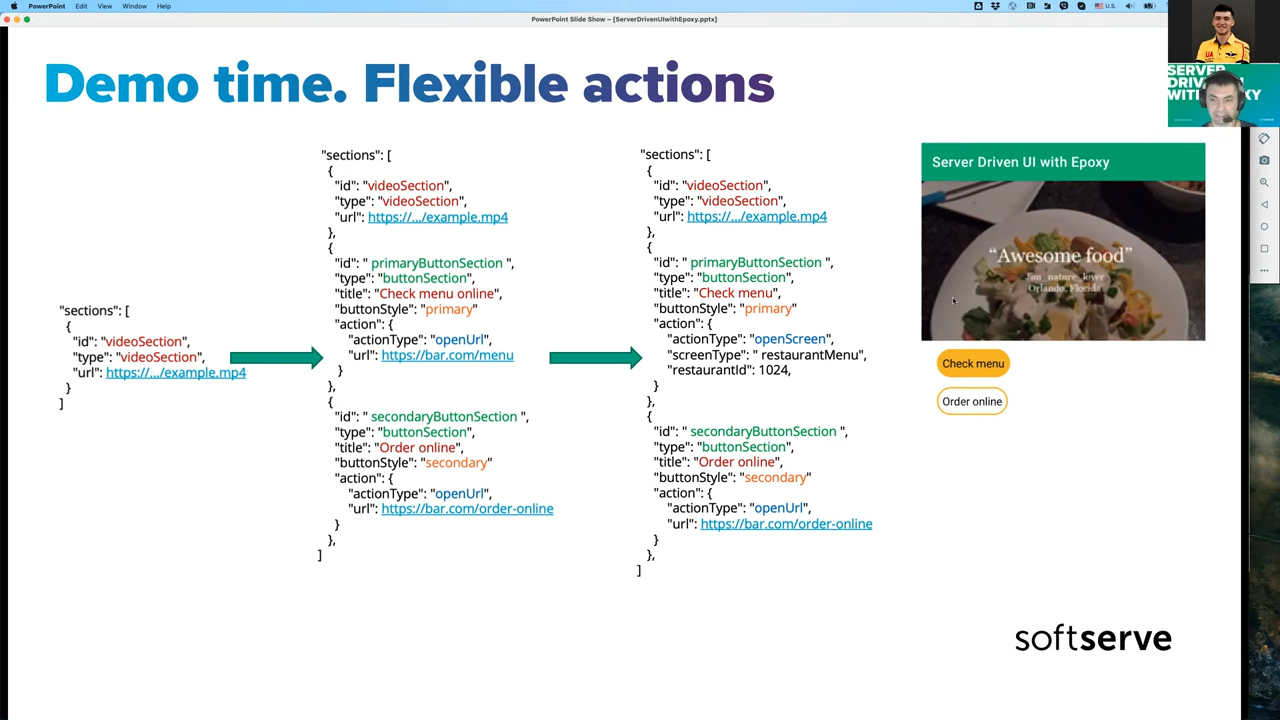 PowerPoint Edit View Window Help
U.S.
PowerPoint Slide Show – [ServerDrivenUIwithEpoxy.pptx]
Demo time. Flexible actions
"sections": [
{
"id": "videoSection",
"type": "videoSection",
"url": https://.../example.mp4
}
]
"sections": [
{
"id": "videoSection",
"type": "videoSection",
"url": https://.../example.mp4
},
{
"id": " primaryButtonSection ",
"type": "buttonSection",
"title": "Check menu online",
"buttonStyle": "primary"
"action": {
"actionType": "openUrl",
"url": https://bar.com/menu
}
},
{
"id": " secondaryButtonSection ",
"type": "buttonSection",
"title": "Order online",
"buttonStyle": "secondary"
"action": {
"actionType": "openUrl",
"url": https://bar.com/order-online
}
},
]
"sections": [
{
"id": "videoSection",
"type": "videoSection",
"url": https://.../example.mp4
},
{
"id": " primaryButtonSection ",
"type": "buttonSection",
"title": "Check menu",
"buttonStyle": "primary"
"action": {
"actionType": "openScreen",
"screenType": " restaurantMenu",
"restaurantId": 1024,
}
},
{
"id": " secondaryButtonSection ",
"type": "buttonSection",
"title": "Order online",
"buttonStyle": "secondary"
"action": {
"actionType": "openUrl",
"url": https://bar.com/order-online
}
},
]
Server Driven UI with Epoxy
“Awesome food”
Jim_nature_lover
Orlando, Florida
Check menu
Order online
softserve
UA
SERVER